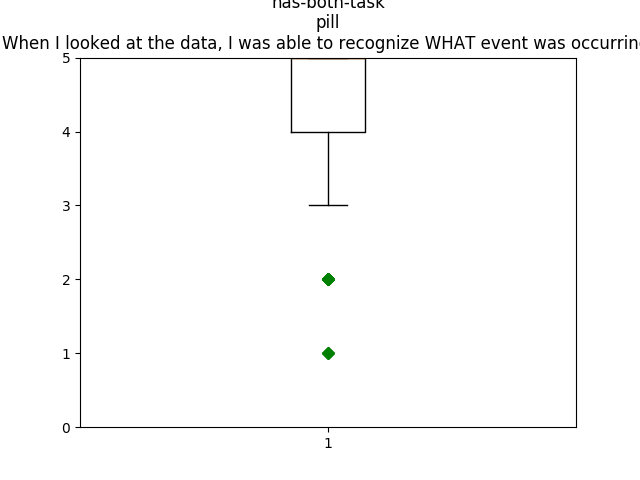 has-both-task
pill
When I looked at the data, I was able to recognize WHAT event was occurrin
5
4
3
2
1
0
1